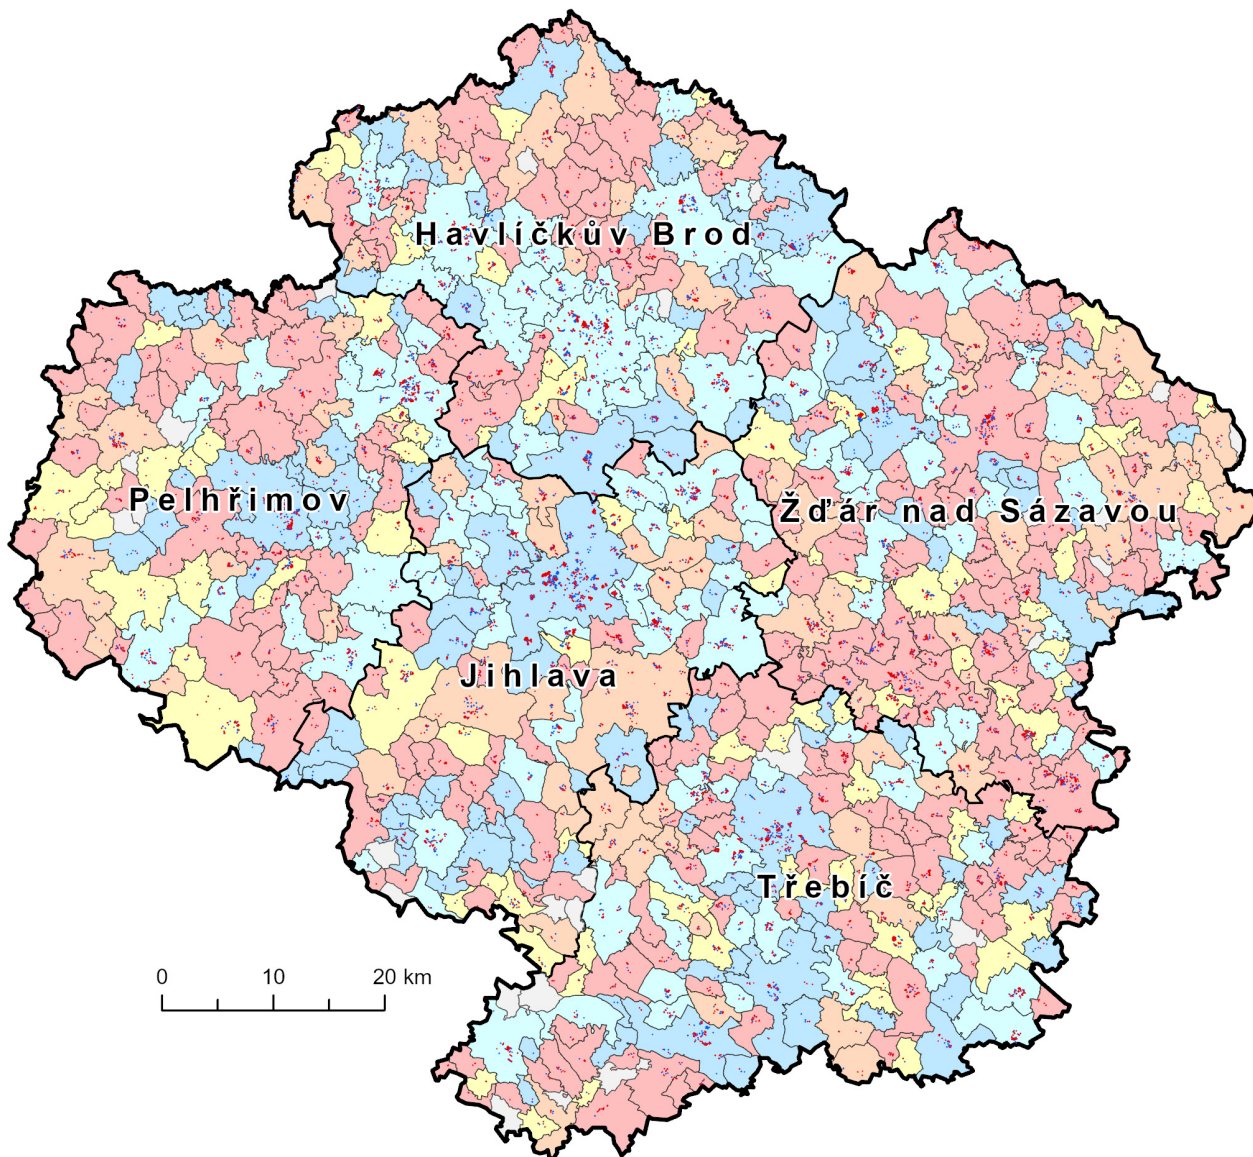 Havlíčkův Brod
Pelhřimov
Žďár nad Sázavou
Jihlava
Třebíč
0 10 20 km